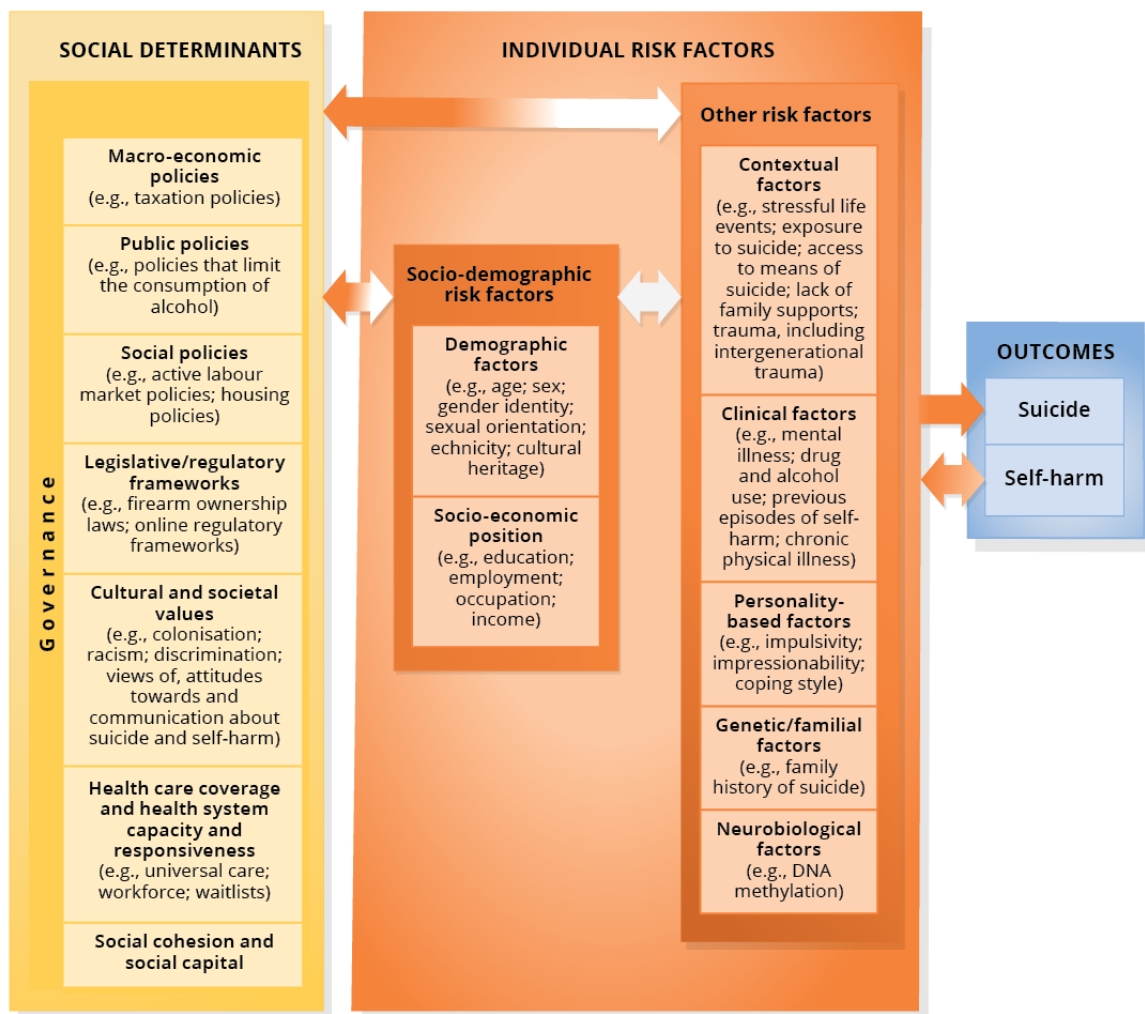 SOCIAL DETERMINANTS
Governance
Macro-economic
policies
(e.g., taxation policies)
Public policies
(e.g., policies that limit
the consumption of
alcohol)
Social policies
(e.g., active labour
market policies; housing
policies)
Legislative/regulatory
frameworks
(e.g., firearm ownership
laws; online regulatory
frameworks)
Cultural and societal
values
(e.g., colonisation;
racism; discrimination;
views of, attitudes
towards and
communication about
suicide and self-harm)
Health care coverage
and health system
capacity and
responsiveness
(e.g., universal care;
workforce; waitlists)
Social cohesion and
social capital
INDIVIDUAL RISK FACTORS
Socio-demographic
risk factors
Demographic
factors
(e.g., age; sex;
gender identity;
sexual orientation;
echnicity; cultural
heritage)
Socio-economic
position
(e.g., education;
employment;
occupation;
income)
Other risk factors
Contextual
factors
(e.g., stressful life
events; exposure
to suicide; access
to means of
suicide; lack of
family supports;
trauma, including
intergenerational
trauma)
Clinical factors
(e.g., mental
illness; drug
and alcohol
use; previous
episodes of self-
harm; chronic
physical illness)
Personality-
based factors
(e.g., impulsivity;
impressionability;
coping style)
Genetic/familial
factors
(e.g., family
history of suicide)
Neurobiological
factors
(e.g., DNA
methylation)
OUTCOMES
Suicide
Self-harm